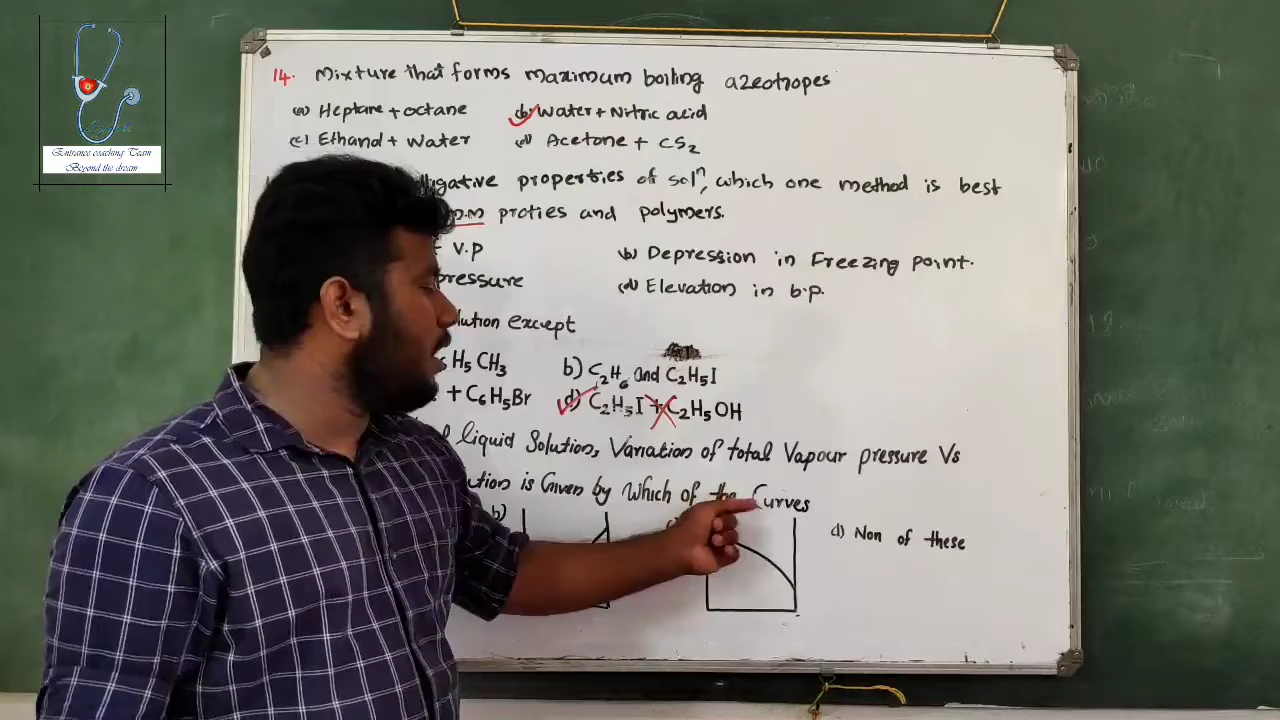 Entrance coaching Team
Beyond the dream
14. Mixture that forms maximum boiling azeotropes
(a) Heptane + octane (b) Water + Nitric acid
(c) Ethanol + Water (d) Acetone + CS2
lligative properties of solⁿ, which one method is best
m.m proties and polymers.
v.p (b) Depression in Freezing point.
pressure (d) Elevation in b.p.
lution except
H5 CH3 b) C2H6 and C2H5I
+ C6H5Br d) C2H5I + C2H5OH
liquid Solution, Variation of total Vapour pressure Vs
ution is Given by Which of the Curves
b) d) Non of these